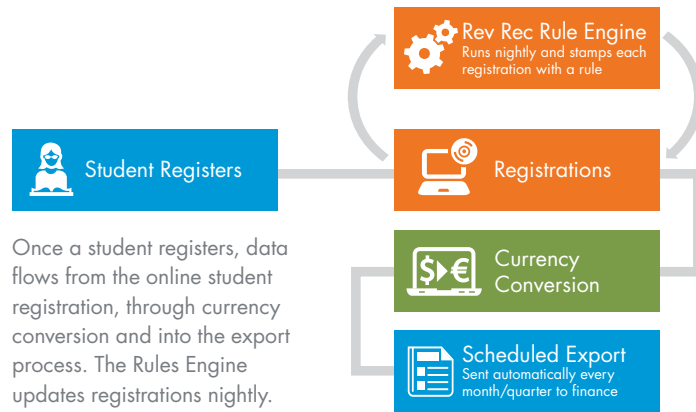 Rev Rec Rule Engine
Runs nightly and stamps each
registration with a rule
Student Registers
Registrations
Once a student registers, data
flows from the online student
registration, through currency
conversion and into the export
process. The Rules Engine
updates registrations nightly.
$ €
Currency
Conversion
Scheduled Export
Sent automatically every
month/quarter to finance